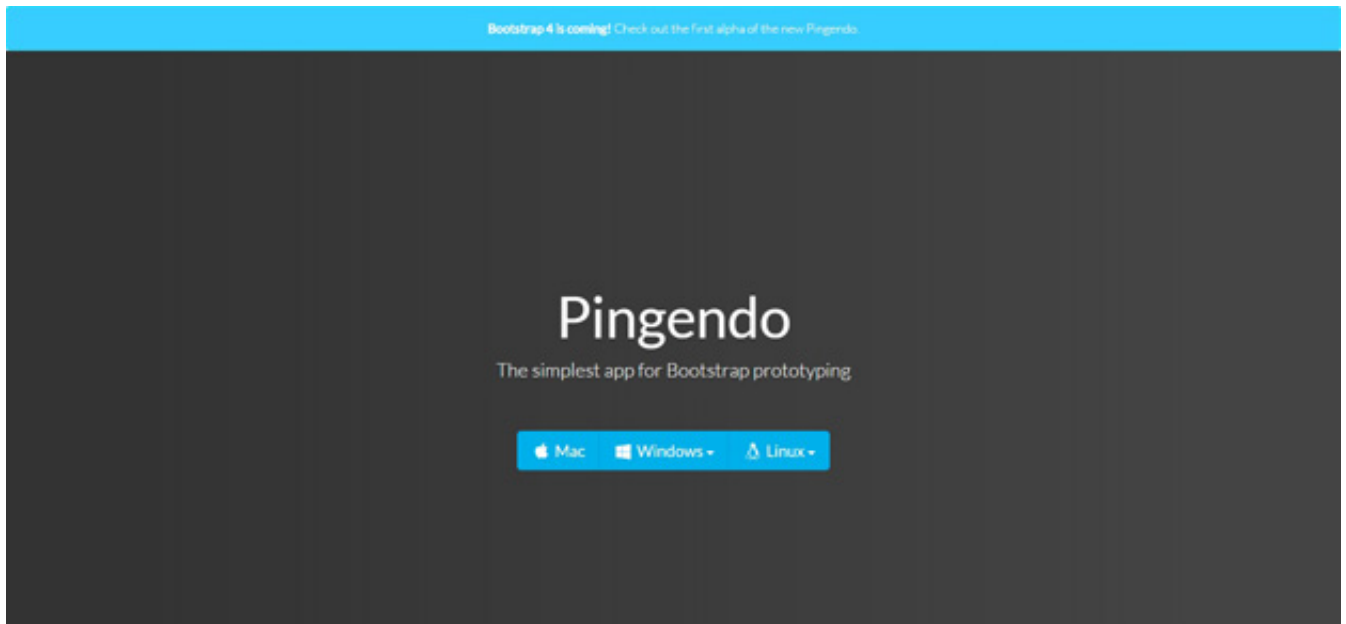 Bootstrap 4 is coming! Check out the first alpha of the new Pingendo.
Pingendo
The simplest app for Bootstrap prototyping
Mac Windows Linux